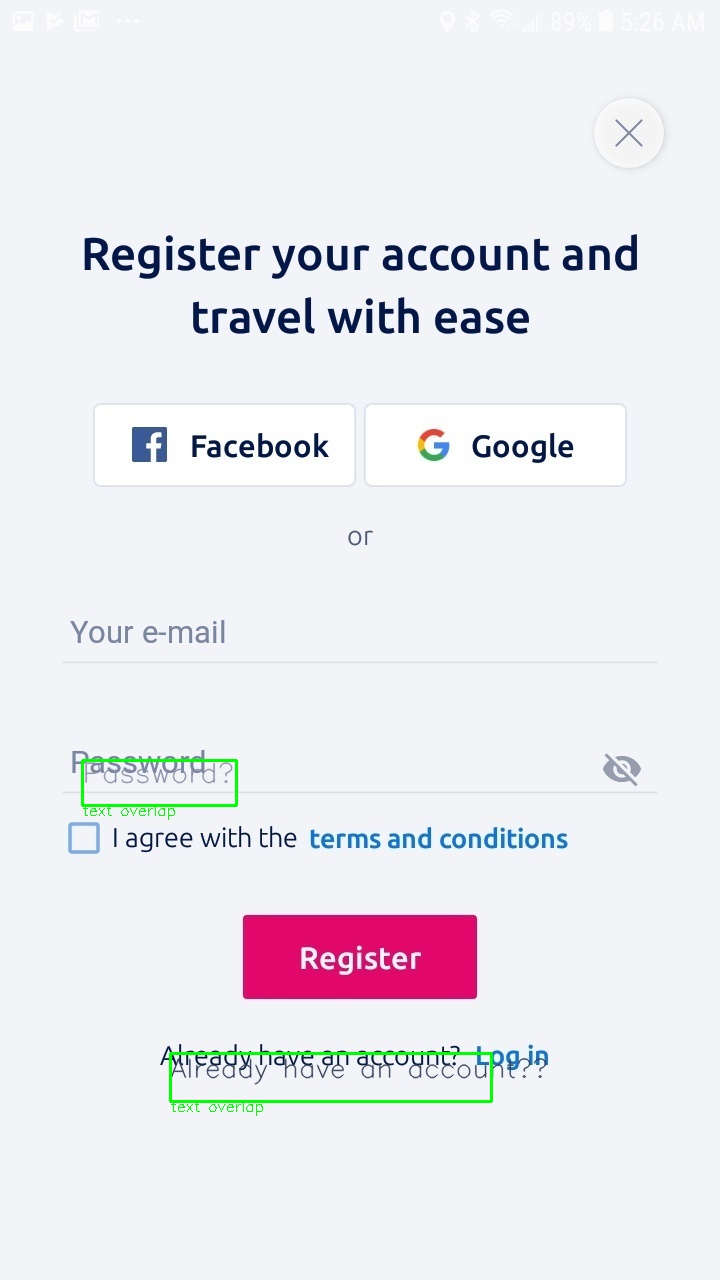 89% 5:26 AM
Register your account and
travel with ease
Facebook Google
or
Your e-mail
Password
Password?
text overlap
I agree with the terms and conditions
Register
Already have an account? Log in
Already have an account??
text overlap